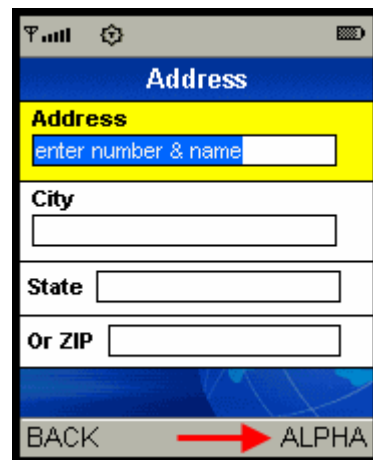 Address
Address
enter number & name
City
State
Or ZIP
BACK ALPHA